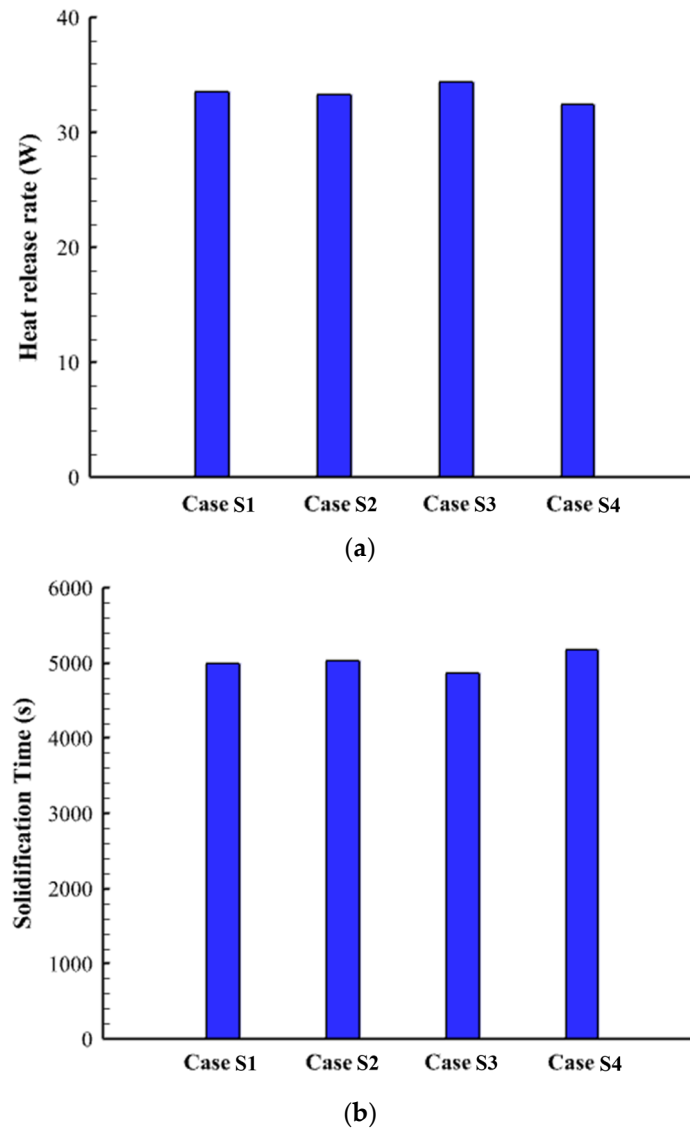 40
30
20
10
0
Heat release rate (W)
Case S1 Case S2 Case S3 Case S4
(a)
6000
5000
4000
3000
2000
1000
0
Solidification Time (s)
Case S1 Case S2 Case S3 Case S4
(b)